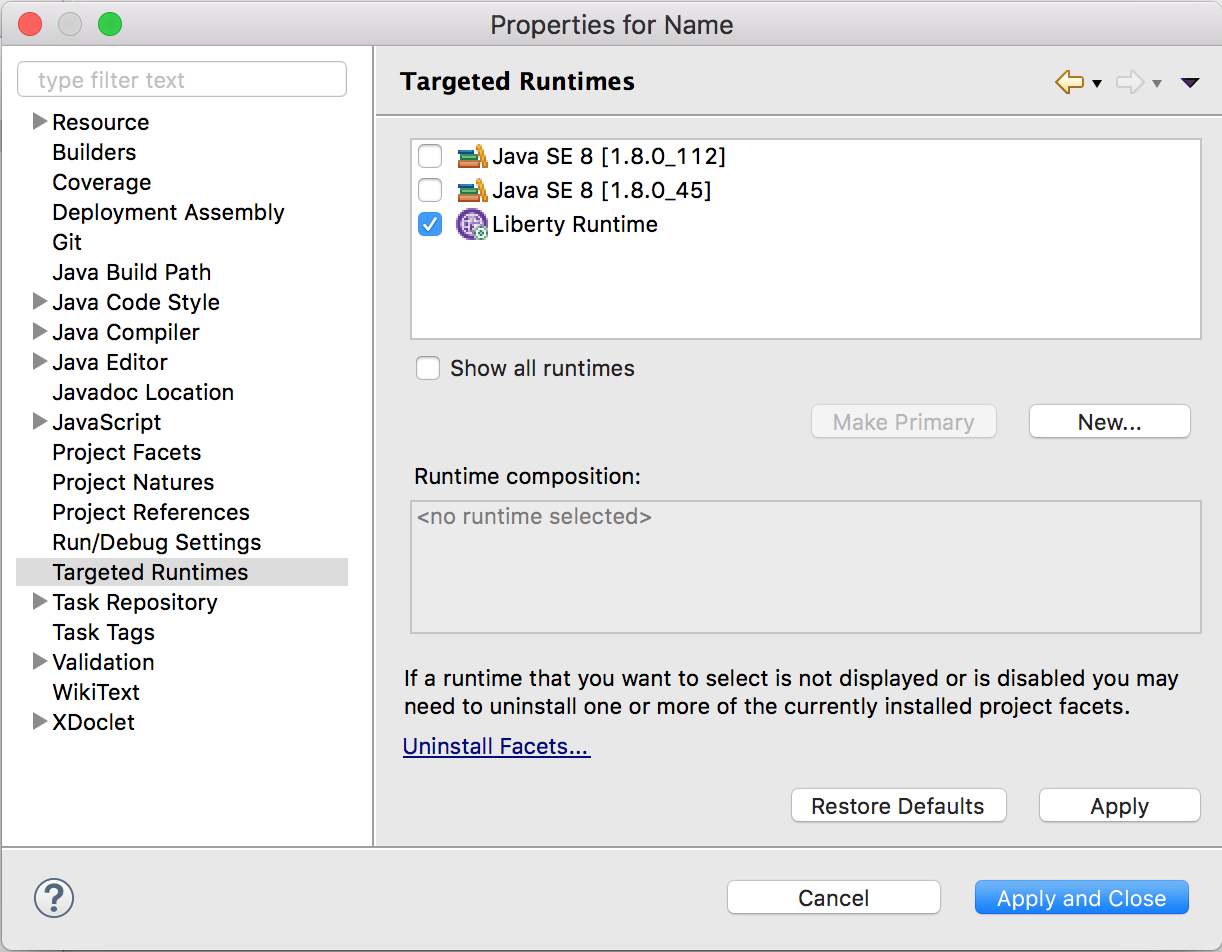 Properties for Name
type filter text
Resource
Builders
Coverage
Deployment Assembly
Git
Java Build Path
Java Code Style
Java Compiler
Java Editor
Javadoc Location
JavaScript
Project Facets
Project Natures
Project References
Run/Debug Settings
Targeted Runtimes
Task Repository
Task Tags
Validation
WikiText
XDoclet
Targeted Runtimes
Java SE 8 [1.8.0_112]
Java SE 8 [1.8.0_45]
Liberty Runtime
Show all runtimes
Make Primary
New...
Runtime composition:
<no runtime selected>
If a runtime that you want to select is not displayed or is disabled you may
need to uninstall one or more of the currently installed project facets.
Uninstall Facets...
Restore Defaults
Apply
?
Cancel
Apply and Close